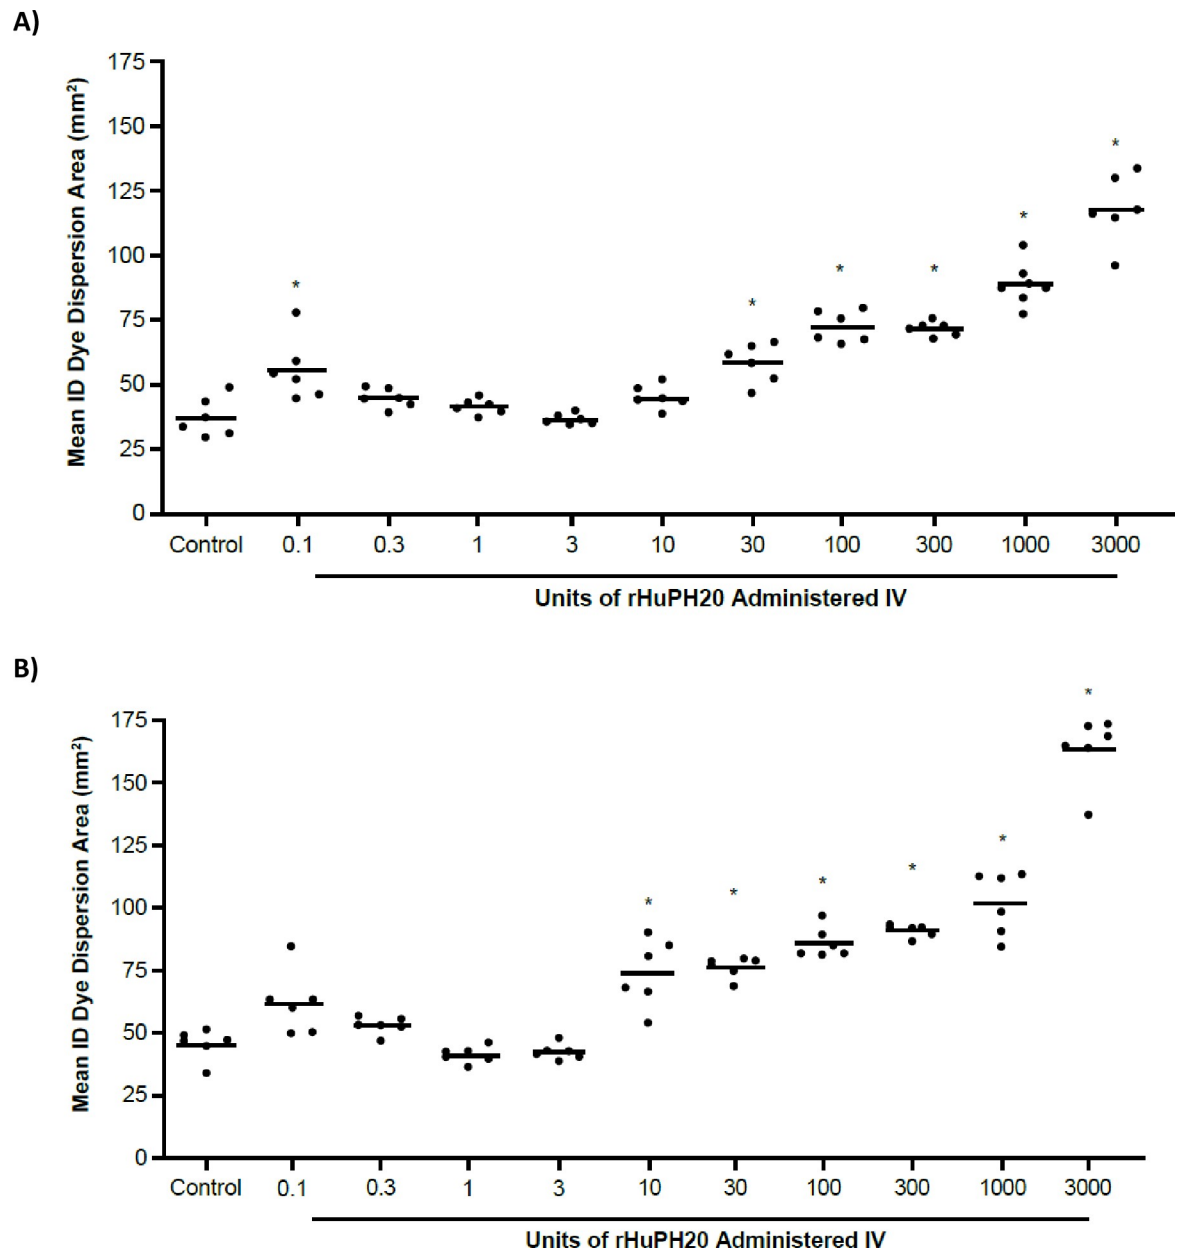 A)
Mean ID Dye Dispersion Area (mm²)
175
150
125
100
75
50
25
0
* * * * * *
Control 0.1 0.3 1 3 10 30 100 300 1000 3000
Units of rHuPH20 Administered IV
B)
Mean ID Dye Dispersion Area (mm²)
175
150
125
100
75
50
25
0
* * * * * *
Control 0.1 0.3 1 3 10 30 100 300 1000 3000
Units of rHuPH20 Administered IV